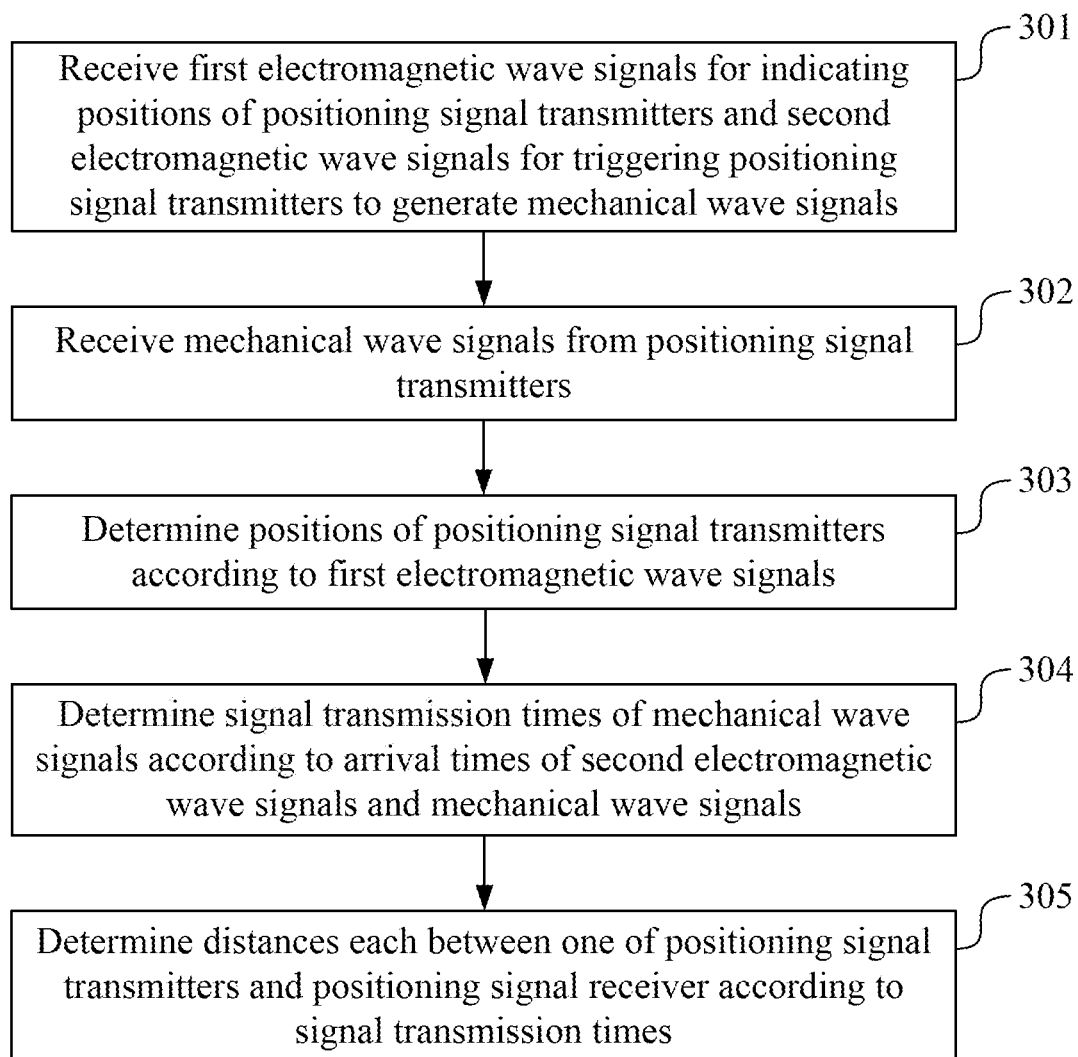 301
Receive first electromagnetic wave signals for indicating
positions of positioning signal transmitters and second
electromagnetic wave signals for triggering positioning
signal transmitters to generate mechanical wave signals
302
Receive mechanical wave signals from positioning signal
transmitters
303
Determine positions of positioning signal transmitters
according to first electromagnetic wave signals
304
Determine signal transmission times of mechanical wave
signals according to arrival times of second electromagnetic
wave signals and mechanical wave signals
305
Determine distances each between one of positioning signal
transmitters and positioning signal receiver according to
signal transmission times